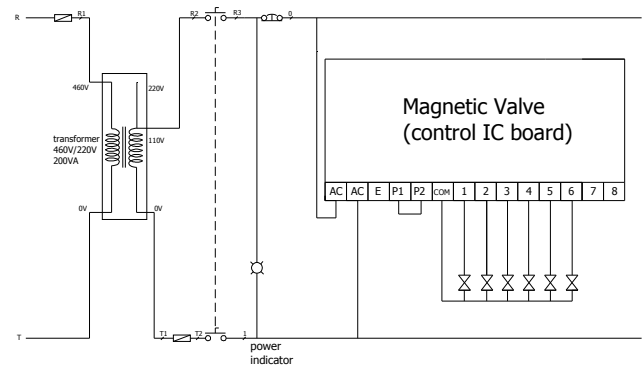 R R1 R2 R3 0
460V 220V
Magnetic Valve
(control IC board)
transformer
460V/220V
200VA
110V
AC AC E P1 P2 COM 1 2 3 4 5 6 7 8
0V 0V
T T1 T2 1
power
indicator